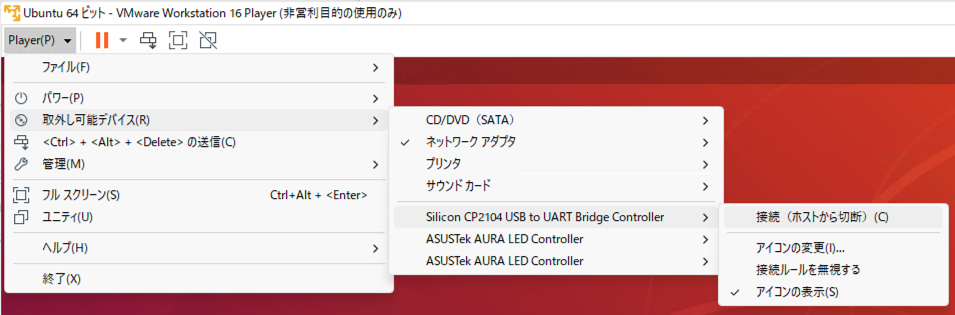 Ubuntu 64 ビット - VMware Workstation 16 Player (非営利目的の使用のみ)
Player(P)
ファイル(F)
パワー(P)
取外し可能デバイス(R)
<Ctrl> + <Alt> + <Delete> の送信(C)
管理(M)
フル スクリーン(S) Ctrl+Alt + <Enter>
ユニティ(U)
ヘルプ(H)
終了(X)
CD/DVD（SATA）
ネットワーク アダプタ
プリンタ
サウンド カード
Silicon CP2104 USB to UART Bridge Controller
ASUSTek AURA LED Controller
ASUSTek AURA LED Controller
接続（ホストから切断）(C)
アイコンの変更(I)...
接続ルールを無視する
アイコンの表示(S)